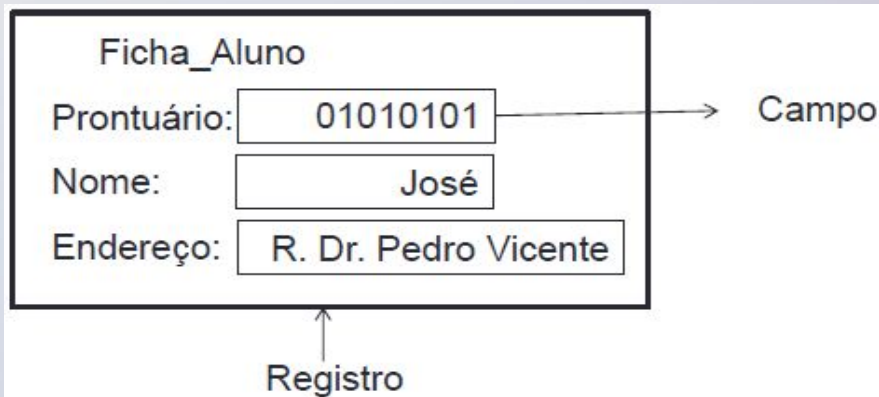 Ficha_Aluno
Prontuário: 01010101 Campo
Nome: José
Endereço: R. Dr. Pedro Vicente
Registro